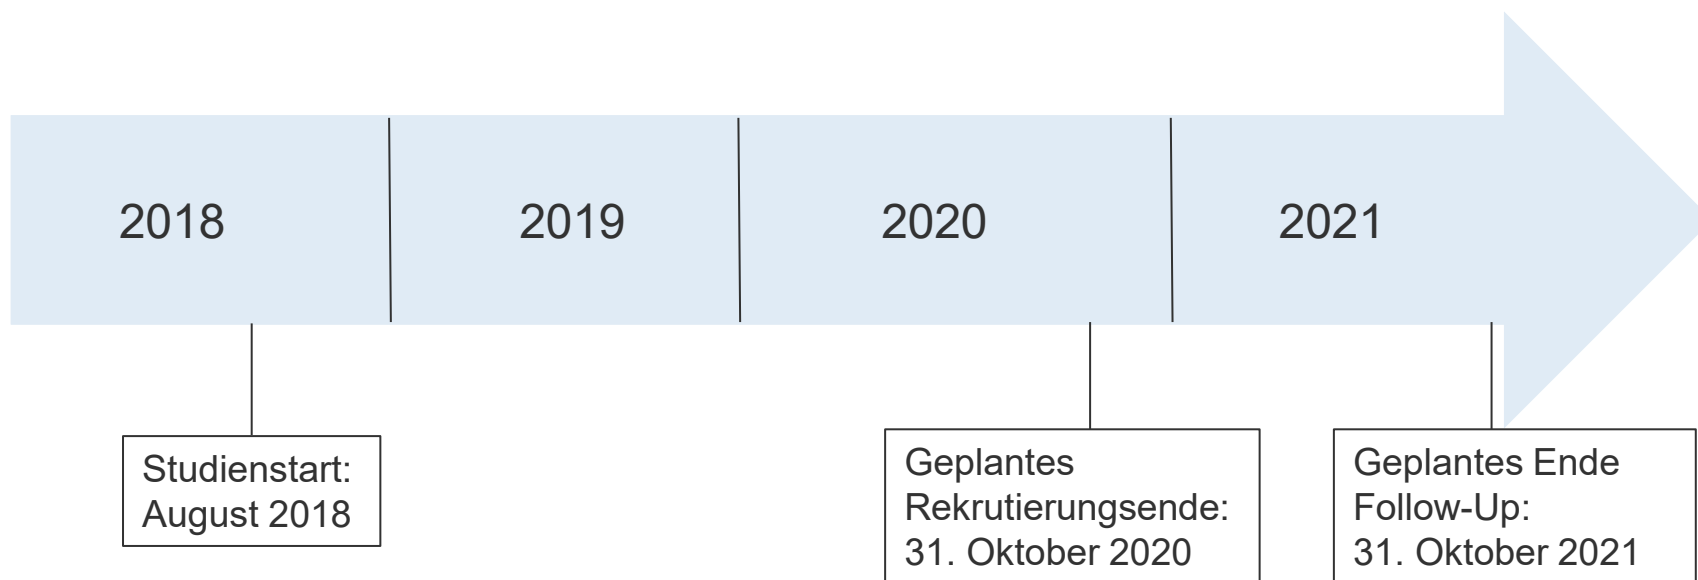 2018
2019
2020
2021
Studienstart:
August 2018
Geplantes
Rekrutierungsende:
31. Oktober 2020
Geplantes Ende
Follow-Up:
31. Oktober 2021